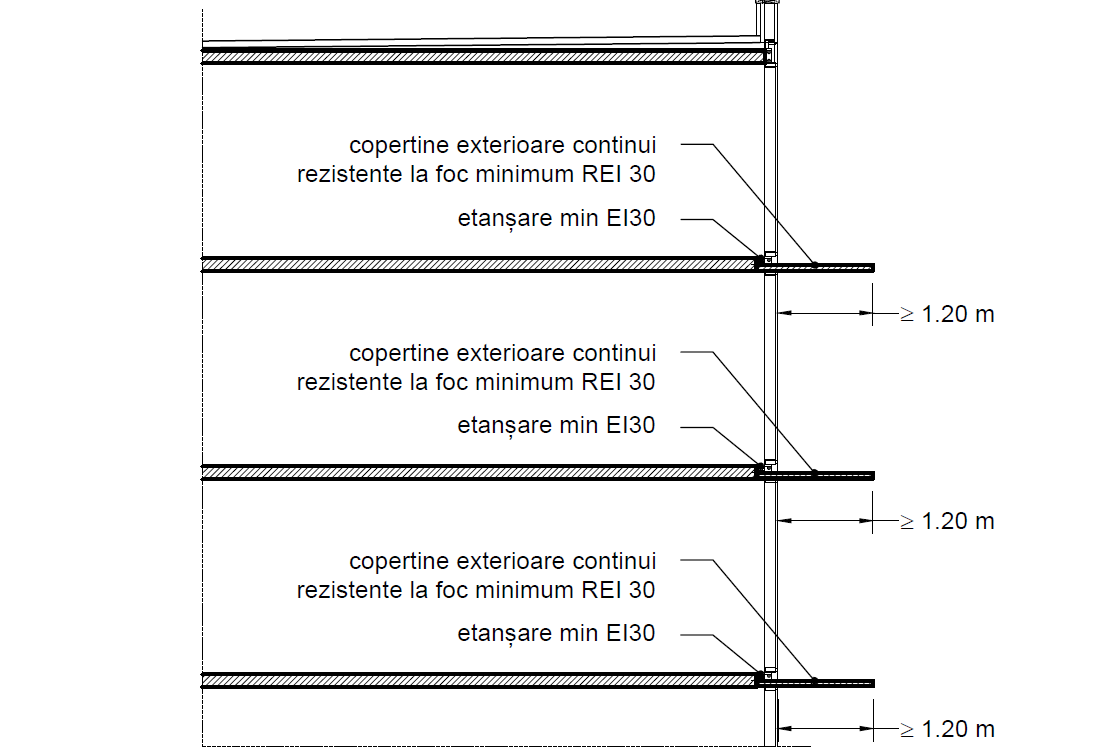 copertine exterioare continui
rezistente la foc minimum REI 30
etanșare min EI30
≥ 1.20 m
copertine exterioare continui
rezistente la foc minimum REI 30
etanșare min EI30
≥ 1.20 m
copertine exterioare continui
rezistente la foc minimum REI 30
etanșare min EI30
≥ 1.20 m